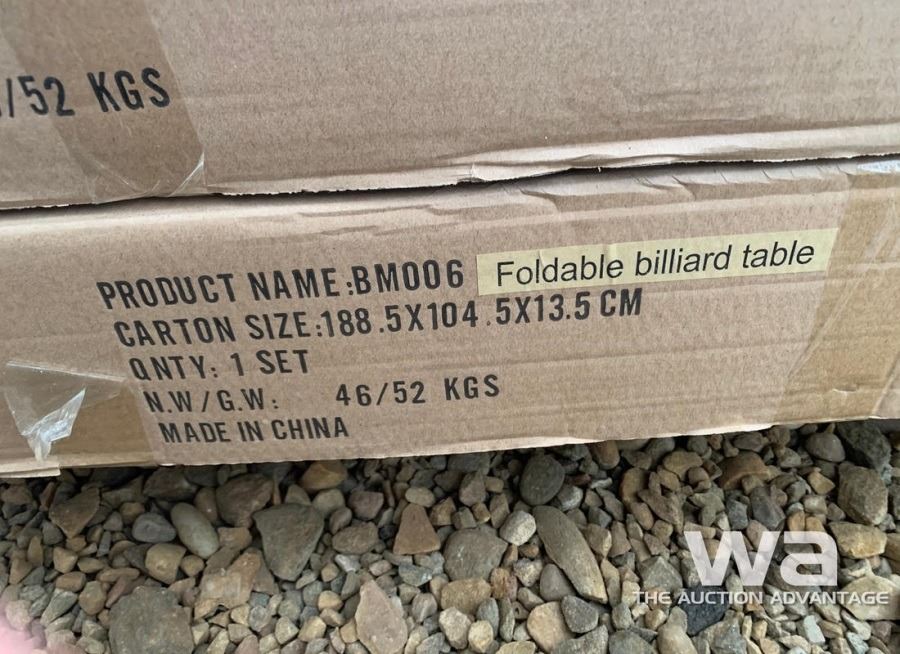 /52 KGS
PRODUCT NAME:BM006 Foldable billiard table
CARTON SIZE:188.5X104.5X13.5 CM
QNTY: 1 SET
N.W/G.W: 46/52 KGS
MADE IN CHINA
wa
THE AUCTION ADVANTAGE